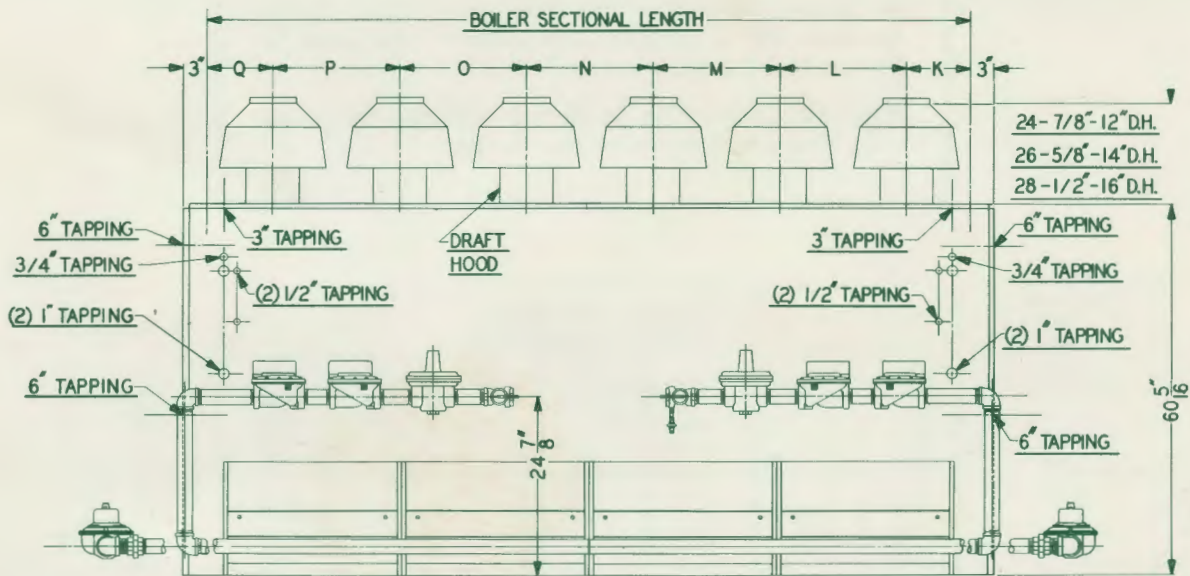 BOILER SECTIONAL LENGTH
3" Q P O N M L K 3"
24-7/8"-12" D.H.
26-5/8"-14" D.H.
28-1/2"-16" D.H.
6" TAPPING
3" TAPPING
DRAFT
HOOD
3" TAPPING
6" TAPPING
3/4" TAPPING
3/4" TAPPING
(2) 1/2" TAPPING
(2) 1/2" TAPPING
(2) 1" TAPPING
(2) 1" TAPPING
6" TAPPING
6" TAPPING
24 7/8"
60 5/16"